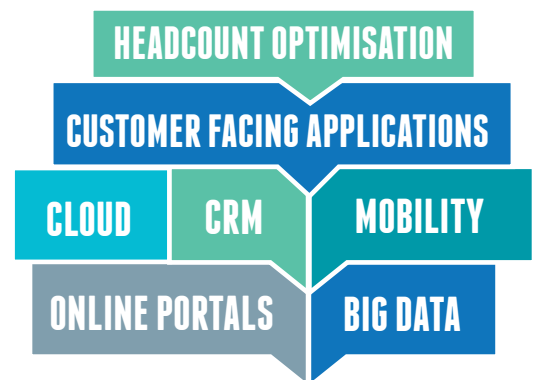 HEADCOUNT OPTIMISATION
CUSTOMER FACING APPLICATIONS
CLOUD
CRM
MOBILITY
ONLINE PORTALS
BIG DATA